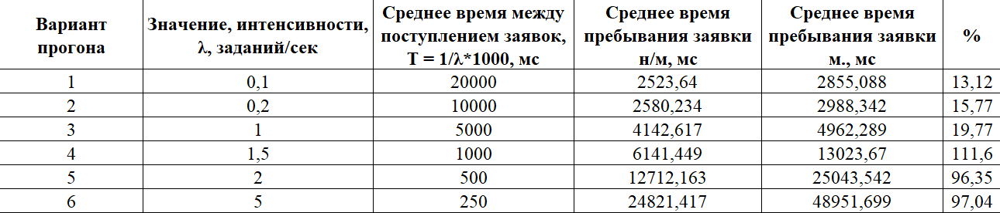 Вариант прогона Значение, интенсивности, λ, заданий/сек Среднее время между поступлением заявок, T = 1/λ*1000, мс Среднее время пребывания заявки н/м, мс Среднее время пребывания заявки м., мс %
1 0,1 20000 2523,64 2855,088 13,12
2 0,2 10000 2580,234 2988,342 15,77
3 1 5000 4142,617 4962,289 19,77
4 1,5 1000 6141,449 13023,67 111,6
5 2 500 12712,163 25043,542 96,35
6 5 250 24821,417 48951,699 97,04